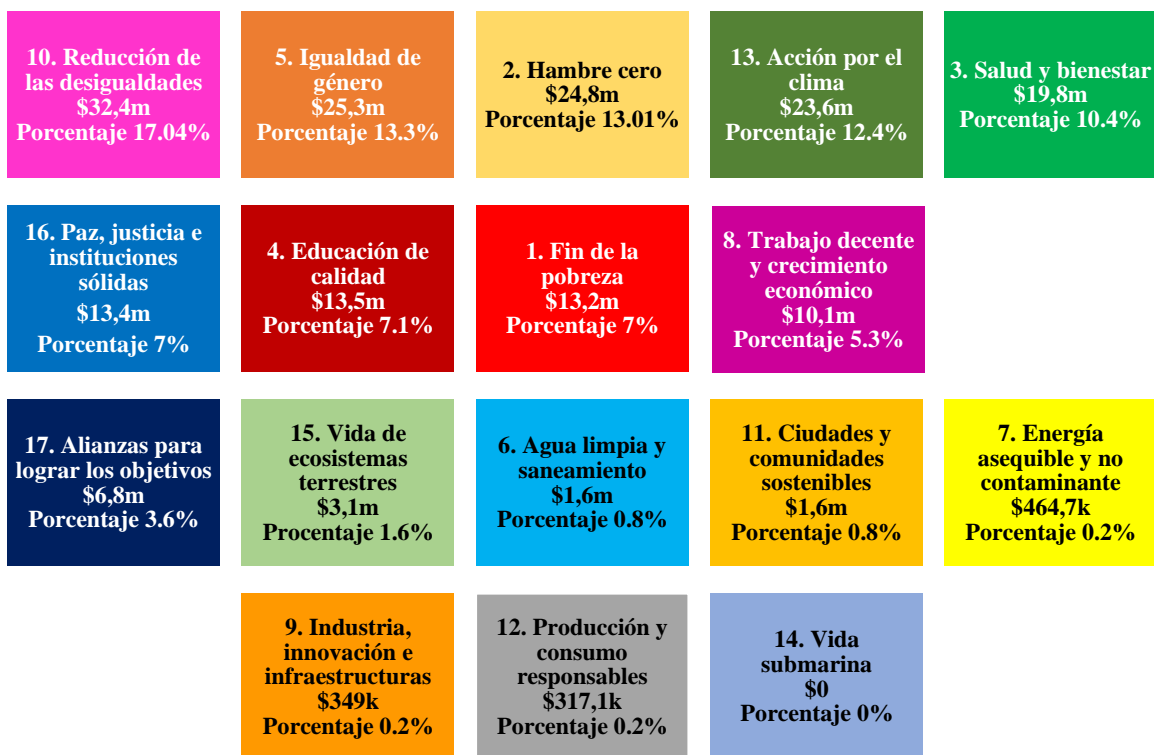 10. Reducción de
las desigualdades
$32,4m
Porcentaje 17.04%
5. Igualdad de
género
$25,3m
Porcentaje 13.3%
2. Hambre cero
$24,8m
Porcentaje 13.01%
13. Acción por el
clima
$23,6m
Porcentaje 12.4%
3. Salud y bienestar
$19,8m
Porcentaje 10.4%
16. Paz, justicia e
instituciones
sólidas
$13,4m
Porcentaje 7%
4. Educación de
calidad
$13,5m
Porcentaje 7.1%
1. Fin de la
pobreza
$13,2m
Porcentaje 7%
8. Trabajo decente
y crecimiento
económico
$10,1m
Porcentaje 5.3%
17. Alianzas para
lograr los objetivos
$6,8m
Porcentaje 3.6%
15. Vida de
ecosistemas
terrestres
$3,1m
Procentaje 1.6%
6. Agua limpia y
saneamiento
$1,6m
Porcentaje 0.8%
11. Ciudades y
comunidades
sostenibles
$1,6m
Porcentaje 0.8%
7. Energía
asequible y no
contaminante
$464,7k
Porcentaje 0.2%
9. Industria,
innovación e
infraestructuras
$349k
Porcentaje 0.2%
12. Producción y
consumo
responsables
$317,1k
Porcentaje 0.2%
14. Vida
submarina
$0
Porcentaje 0%